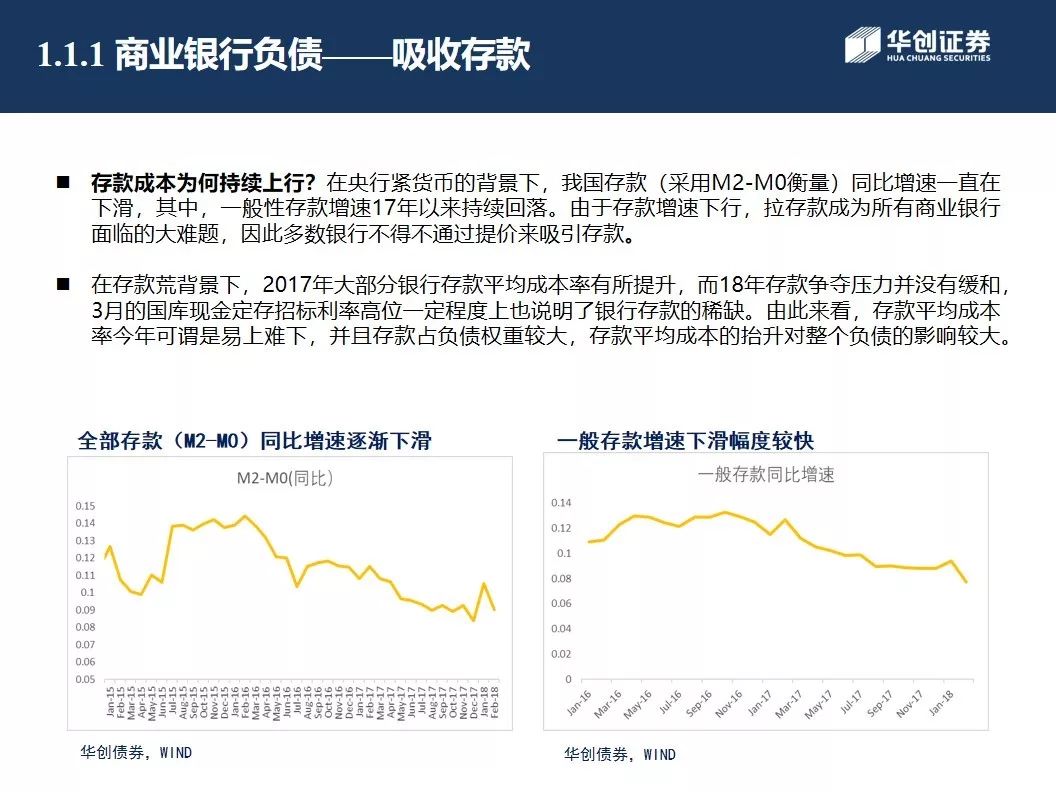 1.1.1 商业银行负债——吸收存款
华创证券
HUA CHUANG SECURITIES
■ 存款成本为何持续上行？在央行紧货币的背景下，我国存款（采用M2-M0衡量）同比增速一直在
下滑，其中，一般性存款增速17年以来持续回落。由于存款增速下行，拉存款成为所有商业银行
面临的大难题，因此多数银行不得不通过提价来吸引存款。
■ 在存款荒背景下，2017年大部分银行存款平均成本率有所提升，而18年存款争夺压力并没有缓和，
3月的国库现金定存招标利率高位一定程度上也说明了银行存款的稀缺。由此来看，存款平均成本
率今年可谓是易上难下，并且存款占负债权重较大，存款平均成本的抬升对整个负债的影响较大。
全部存款（M2-M0）同比增速逐渐下滑
M2-M0(同比)
0.15
0.14
0.13
0.12
0.11
0.1
0.09
0.08
0.07
0.06
0.05
Jan-15
Feb-15
Mar-15
Apr-15
May-15
Jun-15
Jul-15
Aug-15
Sep-15
Oct-15
Nov-15
Dec-15
Jan-16
Feb-16
Mar-16
Apr-16
May-16
Jun-16
Jul-16
Aug-16
Sep-16
Oct-16
Nov-16
Dec-16
Jan-17
Feb-17
Mar-17
Apr-17
May-17
Jun-17
Jul-17
Aug-17
Sep-17
Oct-17
Nov-17
Dec-17
Jan-18
Feb-18
华创债券，WIND
一般存款增速下滑幅度较快
一般存款同比增速
0.14
0.12
0.1
0.08
0.06
0.04
0.02
0
Jan-16
Mar-16
May-16
Jul-16
Sep-16
Nov-16
Jan-17
Mar-17
May-17
Jul-17
Sep-17
Nov-17
Jan-18
华创债券，WIND